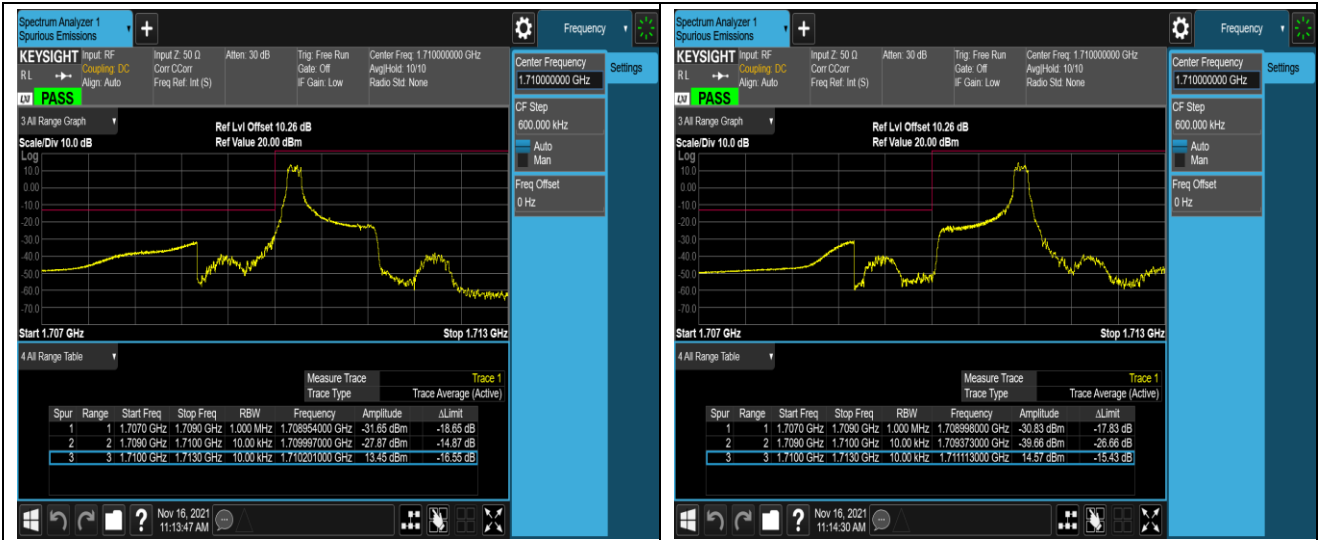 Spectrum Analyzer 1
Spurious Emissions
+
Frequency
KEYSIGHT
Input: RF
Coupling: DC
Align: Auto
Input Z: 50 Ω
Corr CCorr
Freq Ref: Int (S)
Atten: 30 dB
Trig: Free Run
Gate: Off
IF Gain: Low
Center Freq: 1.710000000 GHz
Avg|Hold: 10/10
Radio Std: None
R L
LXI
PASS
Center Frequency
1.710000000 GHz
Settings
CF Step
600.000 kHz
Auto
Man
Freq Offset
0 Hz
3 All Range Graph
Ref Lvl Offset 10.26 dB
Scale/Div 10.0 dB
Ref Value 20.00 dBm
Log
10.0
0.00
-10.0
-20.0
-30.0
-40.0
-50.0
-60.0
-70.0
Start 1.707 GHz
Stop 1.713 GHz
4 All Range Table
Measure Trace Trace 1
Trace Type Trace Average (Active)
Spur Range Start Freq Stop Freq RBW Frequency Amplitude ΔLimit
1 1 1.7070 GHz 1.7090 GHz 1.000 MHz 1.708954000 GHz -31.65 dBm -18.65 dB
2 2 1.7090 GHz 1.7100 GHz 10.00 kHz 1.709997000 GHz -27.87 dBm -14.87 dB
3 3 1.7100 GHz 1.7130 GHz 10.00 kHz 1.710201000 GHz 13.45 dBm -16.55 dB
?
Nov 16, 2021
11:13:47 AM
Spectrum Analyzer 1
Spurious Emissions
+
Frequency
KEYSIGHT
Input: RF
Coupling: DC
Align: Auto
Input Z: 50 Ω
Corr CCorr
Freq Ref: Int (S)
Atten: 30 dB
Trig: Free Run
Gate: Off
IF Gain: Low
Center Freq: 1.710000000 GHz
Avg|Hold: 10/10
Radio Std: None
R L
LXI
PASS
Center Frequency
1.710000000 GHz
Settings
CF Step
600.000 kHz
Auto
Man
Freq Offset
0 Hz
3 All Range Graph
Ref Lvl Offset 10.26 dB
Scale/Div 10.0 dB
Ref Value 20.00 dBm
Log
10.0
0.00
-10.0
-20.0
-30.0
-40.0
-50.0
-60.0
-70.0
Start 1.707 GHz
Stop 1.713 GHz
4 All Range Table
Measure Trace Trace 1
Trace Type Trace Average (Active)
Spur Range Start Freq Stop Freq RBW Frequency Amplitude ΔLimit
1 1 1.7070 GHz 1.7090 GHz 1.000 MHz 1.708998000 GHz -30.83 dBm -17.83 dB
2 2 1.7090 GHz 1.7100 GHz 10.00 kHz 1.709373000 GHz -39.66 dBm -26.66 dB
3 3 1.7100 GHz 1.7130 GHz 10.00 kHz 1.711113000 GHz 14.57 dBm -15.43 dB
?
Nov 16, 2021
11:14:30 AM